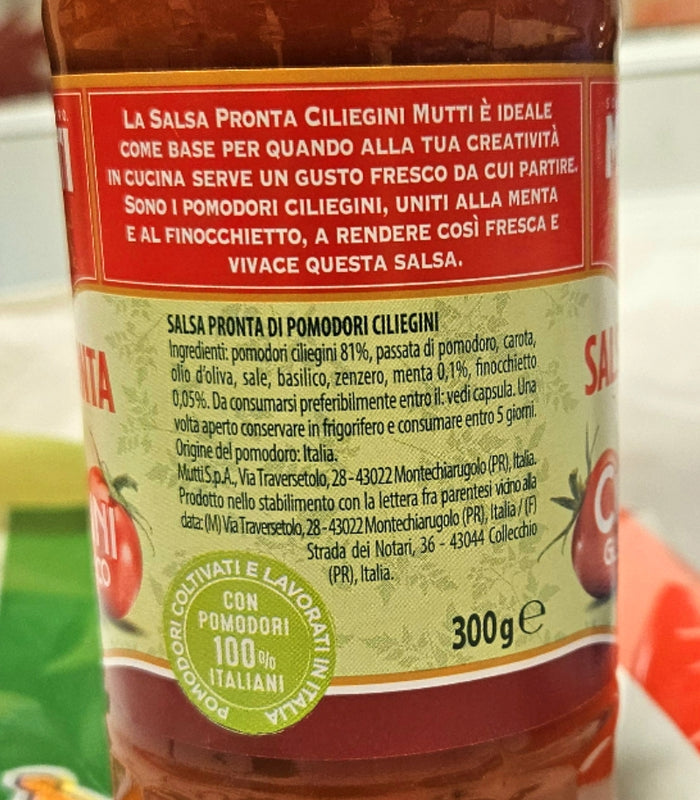 LA SALSA PRONTA CILIEGINI MUTTI È IDEALE
COME BASE PER QUANDO ALLA TUA CREATIVITÀ
IN CUCINA SERVE UN GUSTO FRESCO DA CUI PARTIRE.
SONO I POMODORI CILIEGINI, UNITI ALLA MENTA
E AL FINOCCHIETTO, A RENDERE COSÌ FRESCA E
VIVACE QUESTA SALSA.
SALSA PRONTA DI POMODORI CILIEGINI
Ingredienti: pomodori ciliegini 81%, passata di pomodoro, carota,
olio d'oliva, sale, basilico, zenzero, menta 0,1%, finocchietto
0,05%. Da consumarsi preferibilmente entro il: vedi capsula. Una
volta aperto conservare in frigorifero e consumare entro 5 giorni.
Origine del pomodoro: Italia.
Mutti S.p.A., Via Traversetolo, 28 - 43022 Montechiarugolo (PR), Italia.
Prodotto nello stabilimento con la lettera fra parentesi vicino alla
data: (M) Via Traversetolo, 28 - 43022 Montechiarugolo (PR), Italia / (F)
Strada dei Notari, 36 - 43044 Collecchio
(PR), Italia.
300 g e
POMODORI COLTIVATI E LAVORATI IN ITALIA
CON
POMODORI
100%
ITALIANI